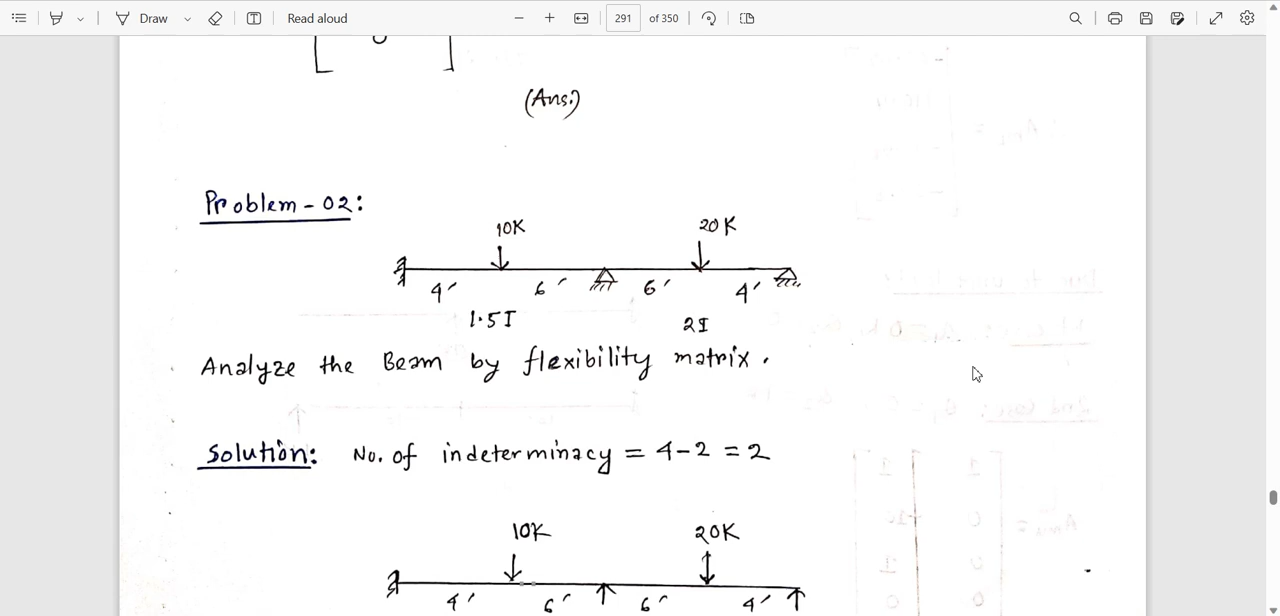 Draw
Read aloud
291 of 350
(Ans:)
Problem-02:
10K 20K
4' 6' 6' 4'
1.5I 2I
Analyze the Beam by flexibility matrix.
Solution: No. of indeterminacy = 4-2 = 2
10K 20K
4' 6' 6' 4'